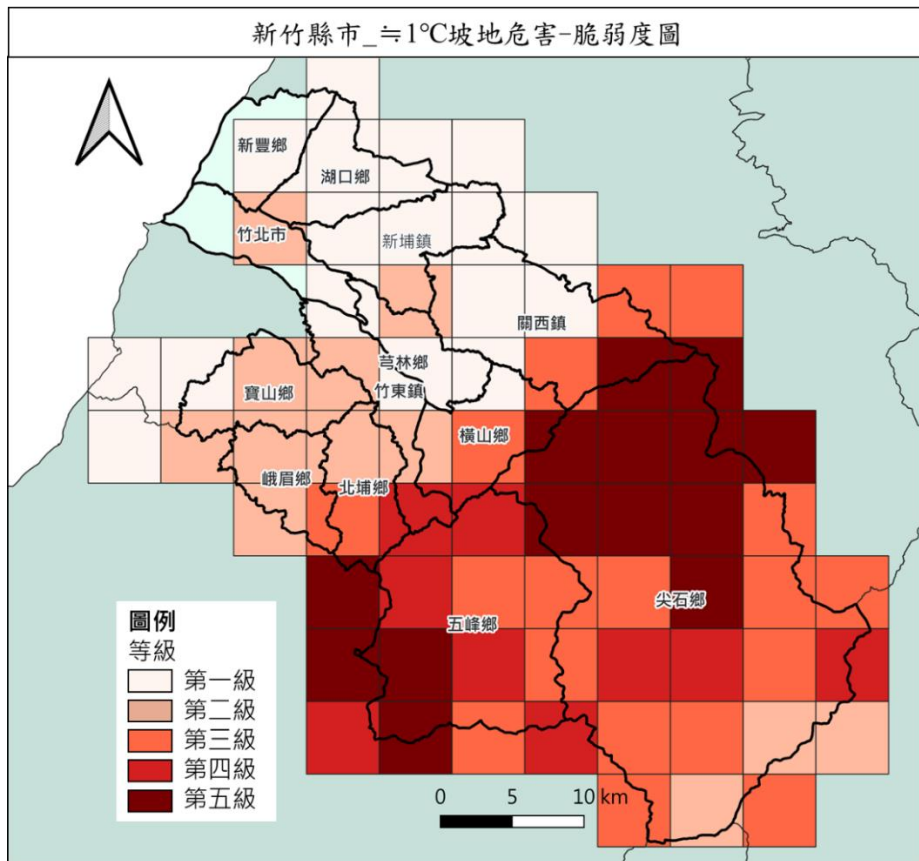 新竹縣市_≒1℃坡地危害-脆弱度圖
新豐鄉
湖口鄉
竹北市
新埔鎮
關西鎮
芎林鄉
寶山鄉
竹東鎮
橫山鄉
峨眉鄉
北埔鄉
尖石鄉
五峰鄉
圖例
等級
第一級
第二級
第三級
第四級
第五級
0 5 10 km